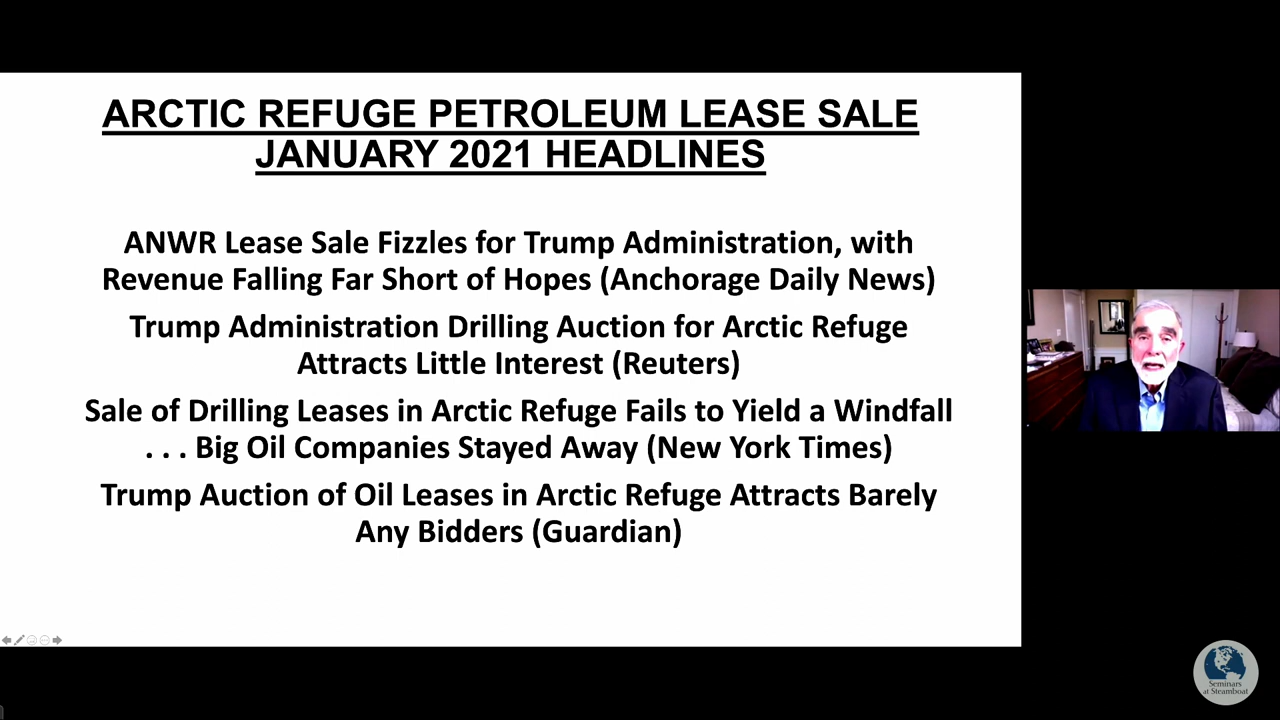 ARCTIC REFUGE PETROLEUM LEASE SALE
JANUARY 2021 HEADLINES
ANWR Lease Sale Fizzles for Trump Administration, with
Revenue Falling Far Short of Hopes (Anchorage Daily News)
Trump Administration Drilling Auction for Arctic Refuge
Attracts Little Interest (Reuters)
Sale of Drilling Leases in Arctic Refuge Fails to Yield a Windfall
. . . Big Oil Companies Stayed Away (New York Times)
Trump Auction of Oil Leases in Arctic Refuge Attracts Barely
Any Bidders (Guardian)
Seminars
at Steamboat